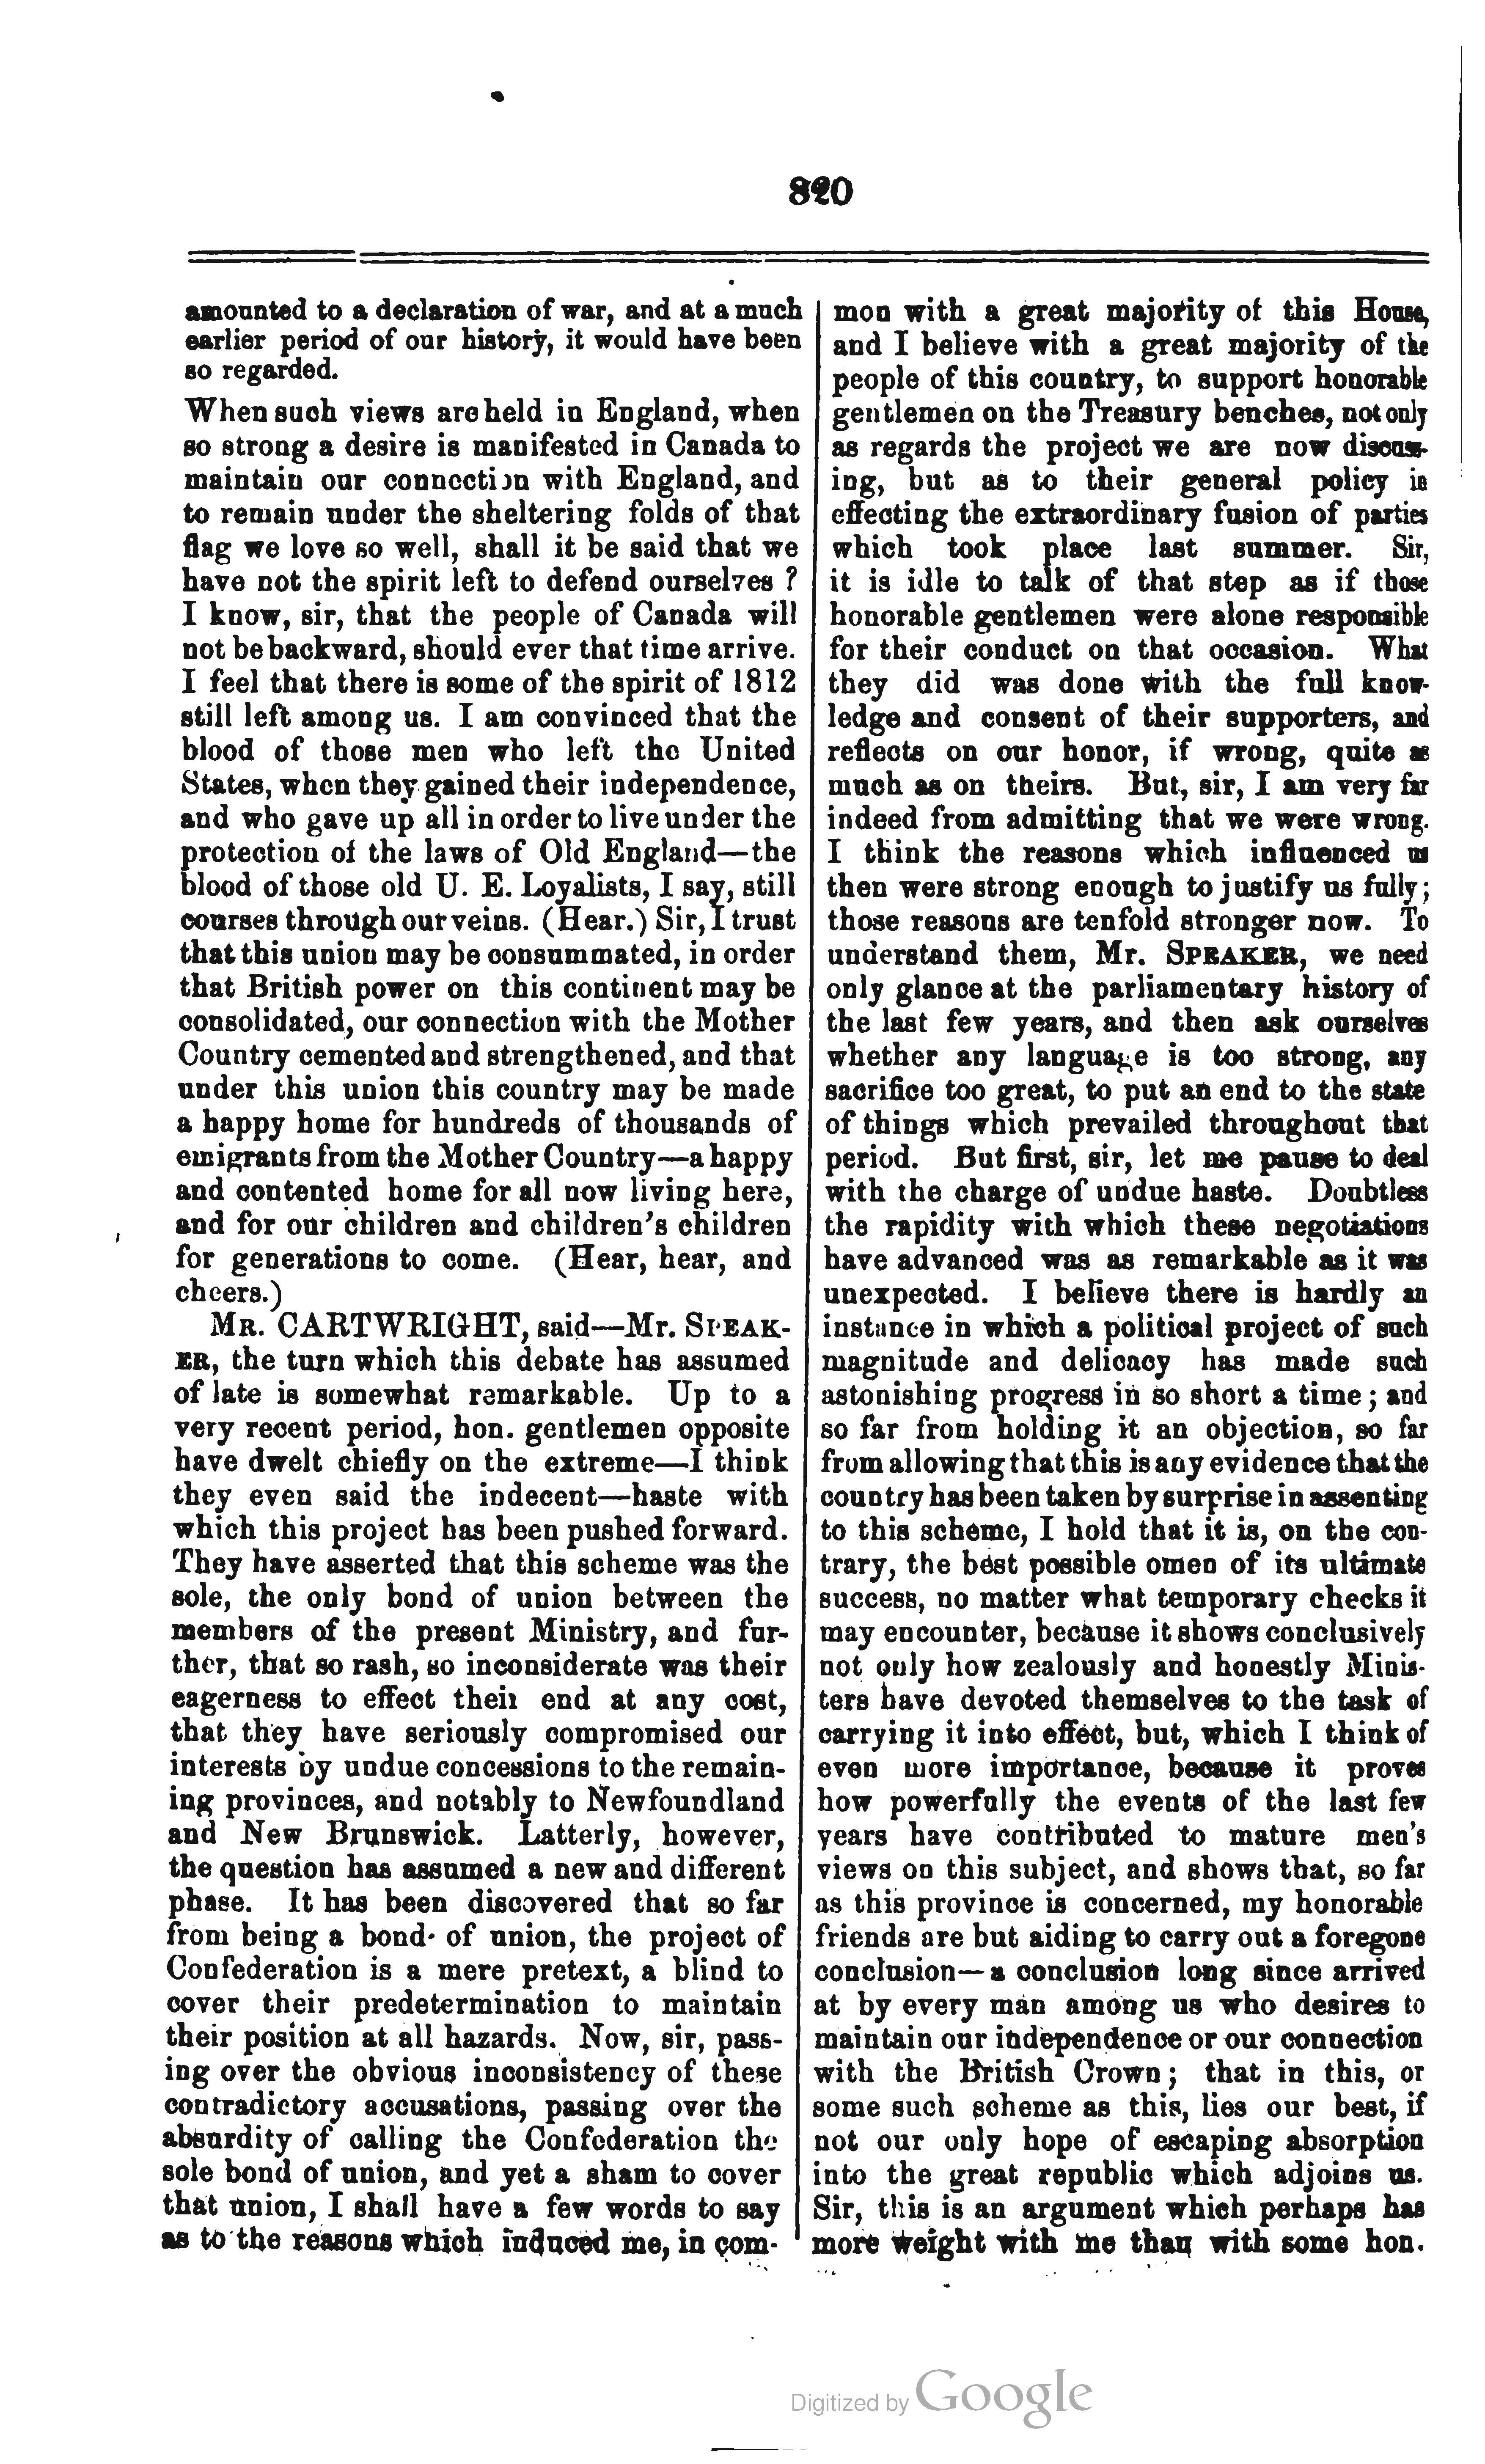 820
amounted to a declaration of war, and at a much
earlier period of our history, it would have been
so regarded.
When such views are held in England, when
so strong a desire is manifested in Canada to
maintain our connection with England, and
to remain under the sheltering folds of that
flag we love so well, shall it be said that we
have not the spirit left to defend ourselves ?
I know, sir, that the people of Canada will
not be backward, should ever that time arrive.
I feel that there is some of the spirit of 1812
still left among us. I am convinced that the
blood of those men who left the United
States, when they gained their independence,
and who gave up all in order to live under the
protection of the laws of Old England—the
blood of those old U. E. Loyalists, I say, still
courses through our veins. (Hear.) Sir, I trust
that this union may be consummated, in order
that British power on this continent may be
consolidated, our connection with the Mother
Country cemented and strengthened, and that
under this union this country may be made
a happy home for hundreds of thousands of
emigrants from the Mother Country—a happy
and contented home for all now living here,
and for our children and children's children
for generations to come. (Hear, hear, and
cheers.)
MR. CARTWRIGHT, said—Mr. SPEAK-
ER, the turn which this debate has assumed
of late is somewhat remarkable. Up to a
very recent period, hon. gentlemen opposite
have dwelt chiefly on the extreme—I think
they even said the indecent—haste with
which this project has been pushed forward.
They have asserted that this scheme was the
sole, the only bond of union between the
members of the present Ministry, and fur-
ther, that so rash, so inconsiderate was their
eagerness to effect their end at any cost,
that they have seriously compromised our
interests by undue concessions to the remain-
ing provinces, and notably to Newfoundland
and New Brunswick. Latterly, however,
the question has assumed a new and different
phase. It has been discovered that so far
from being a bond of union, the project of
Confederation is a mere pretext, a blind to
cover their predetermination to maintain
their position at all hazards. Now, sir, pass-
ing over the obvious inconsistency of these
contradictory accusations, passing over the
absurdity of calling the Confederation the
sole bond of union, and yet a sham to cover
that union, I shall have a few words to say
as to the reasons which induced me, in com-
mon with a great majority of this House,
and I believe with a great majority of the
people of this country, to support honorable
gentlemen on the Treasury benches, not only
as regards the project we are now discuss-
ing, but as to their general policy in
effecting the extraordinary fusion of parties
which took place last summer. Sir,
it is idle to talk of that step as if those
honorable gentlemen were alone responsible
for their conduct on that occasion. What
they did was done with the full know-
ledge and consent of their supporters, and
reflects on our honor, if wrong, quite as
much as on theirs. But, sir, I am very far
indeed from admitting that we were wrong.
I think the reasons which influenced us
then were strong enough to justify us fully;
those reasons are tenfold stronger now. To
understand them, Mr. SPEAKER, we need
only glance at the parliamentary history of
the last few years, and then ask ourselves
whether any language is too strong, any
sacrifice too great, to put an end to the state
of things which prevailed throughout that
period. But first, sir, let me pause to deal
with the charge of undue haste. Doubtless
the rapidity with which these negotiations
have advanced was as remarkable as it was
unexpected. I believe there is hardly an
instance in which a political project of such
magnitude and delicacy has made such
astonishing progress in so short a time; and
so far from holding it an objection, so far
from allowing that this is any evidence that the
country has been taken by surprise in assenting
to this scheme, I hold that it is, on the con-
trary, the best possible omen of its ultimate
success, no matter what temporary checks it
may encounter, because it shows conclusively
not only how zealously and honestly Minis-
ters have devoted themselves to the task of
carrying it into effect, but, which I think of
even more importance, because it proves
how powerfully the events of the last few
years have contributed to mature men's
views on this subject, and shows that, so far
as this province is concerned, my honorable
friends are but aiding to carry out a foregone
conclusion—a conclusion long since arrived
at by every man among us who desires to
maintain our independence or our connection
with the British Crown; that in this, or
some such scheme as this, lies our best, if
not our only hope of escaping absorption
into the great republic which adjoins us.
Sir, this is an argument which perhaps has
more weight with me than with some hon.
Digitized by Google